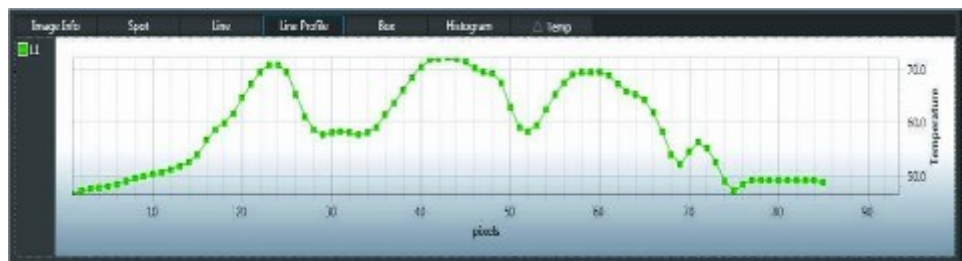 Image Info Spot Line Line Profile Box Histogram △ Temp
L1
70.0
60.0
50.0
Temperature
10 20 30 40 50 60 70 80 90
pixels